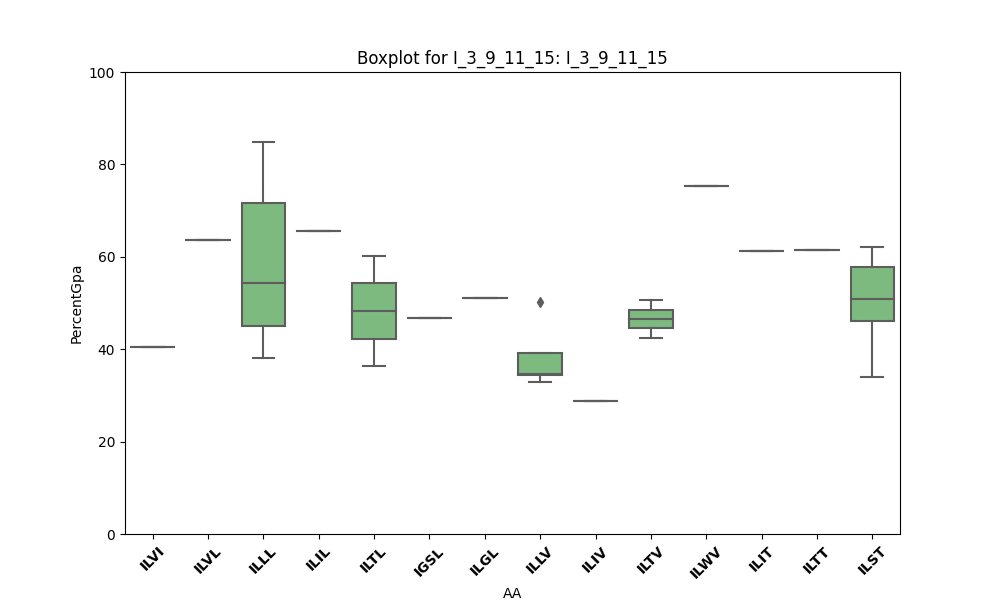 Boxplot for I_3_9_11_15: I_3_9_11_15
100
80
60
40
20
0
PercentGpa
ILVI ILVL ILLL ILIL ILTL IGSL ILGL ILLV ILIV ILTV ILWV ILIT ILTT ILST
AA